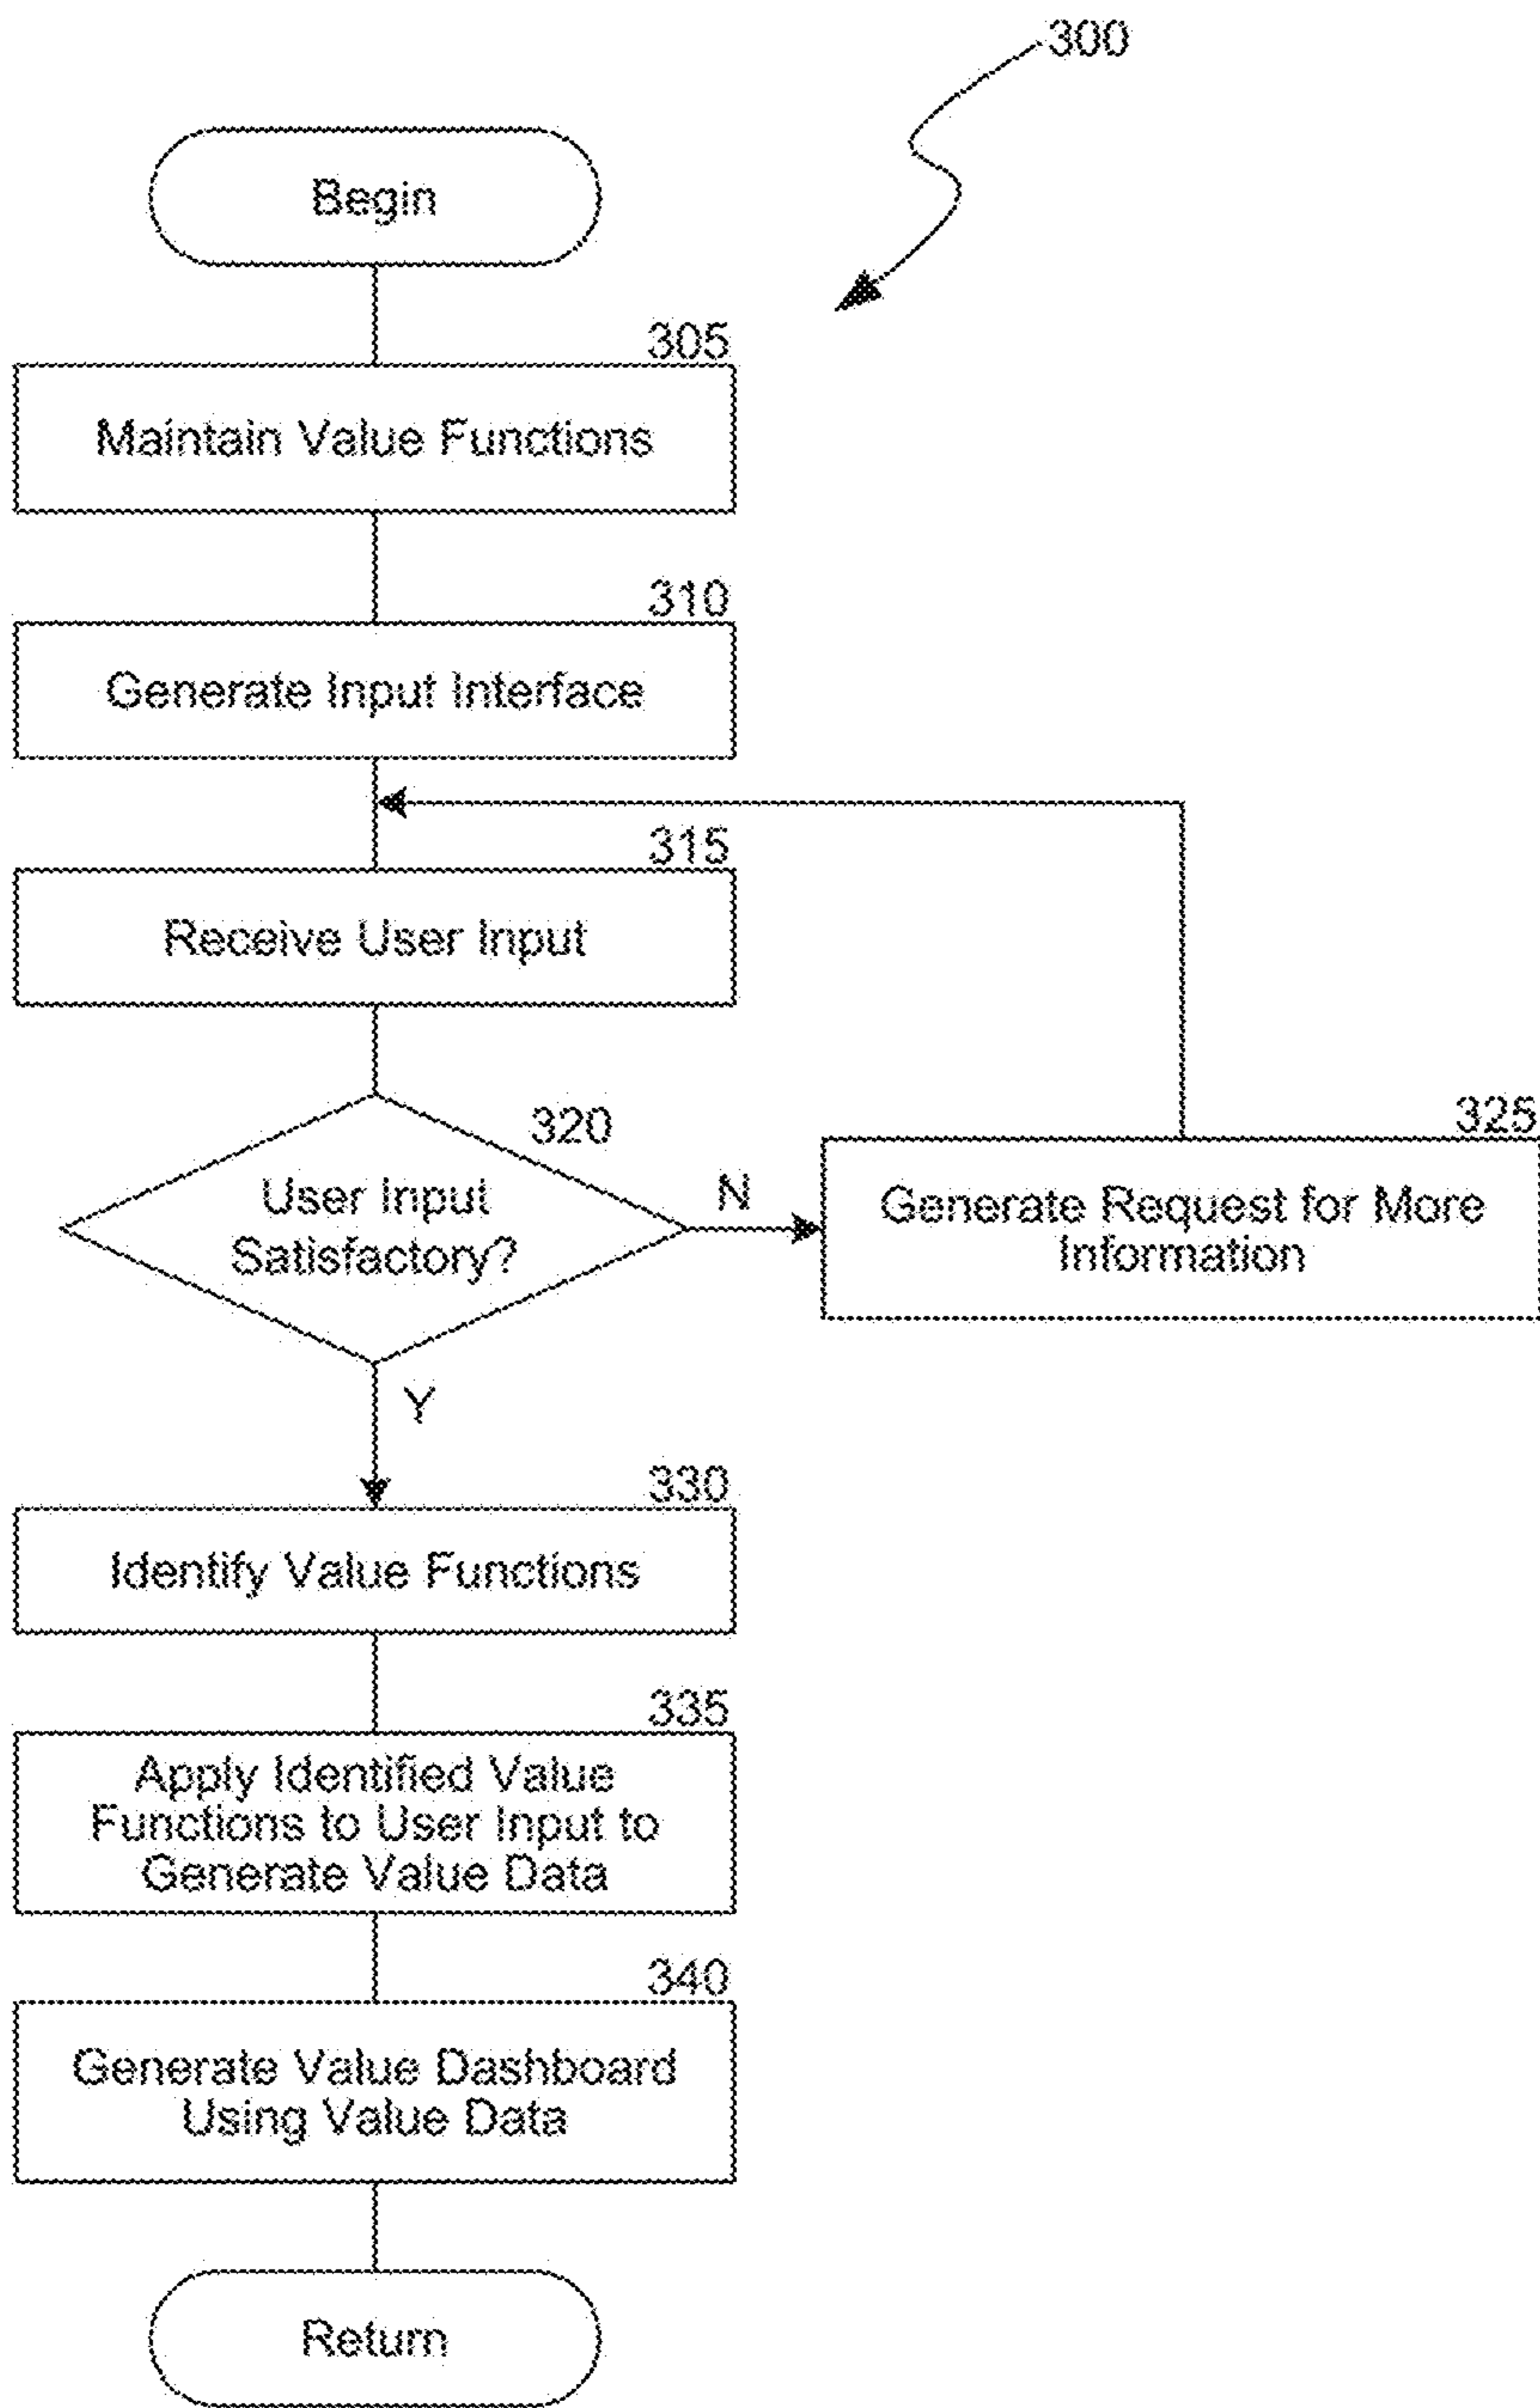 300
Begin
305
Maintain Value Functions
310
Generate Input Interface
315
Receive User Input
320
User Input
Satisfactory?
N
325
Generate Request for More
Information
Y
330
Identify Value Functions
335
Apply Identified Value
Functions to User Input to
Generate Value Data
340
Generate Value Dashboard
Using Value Data
Return